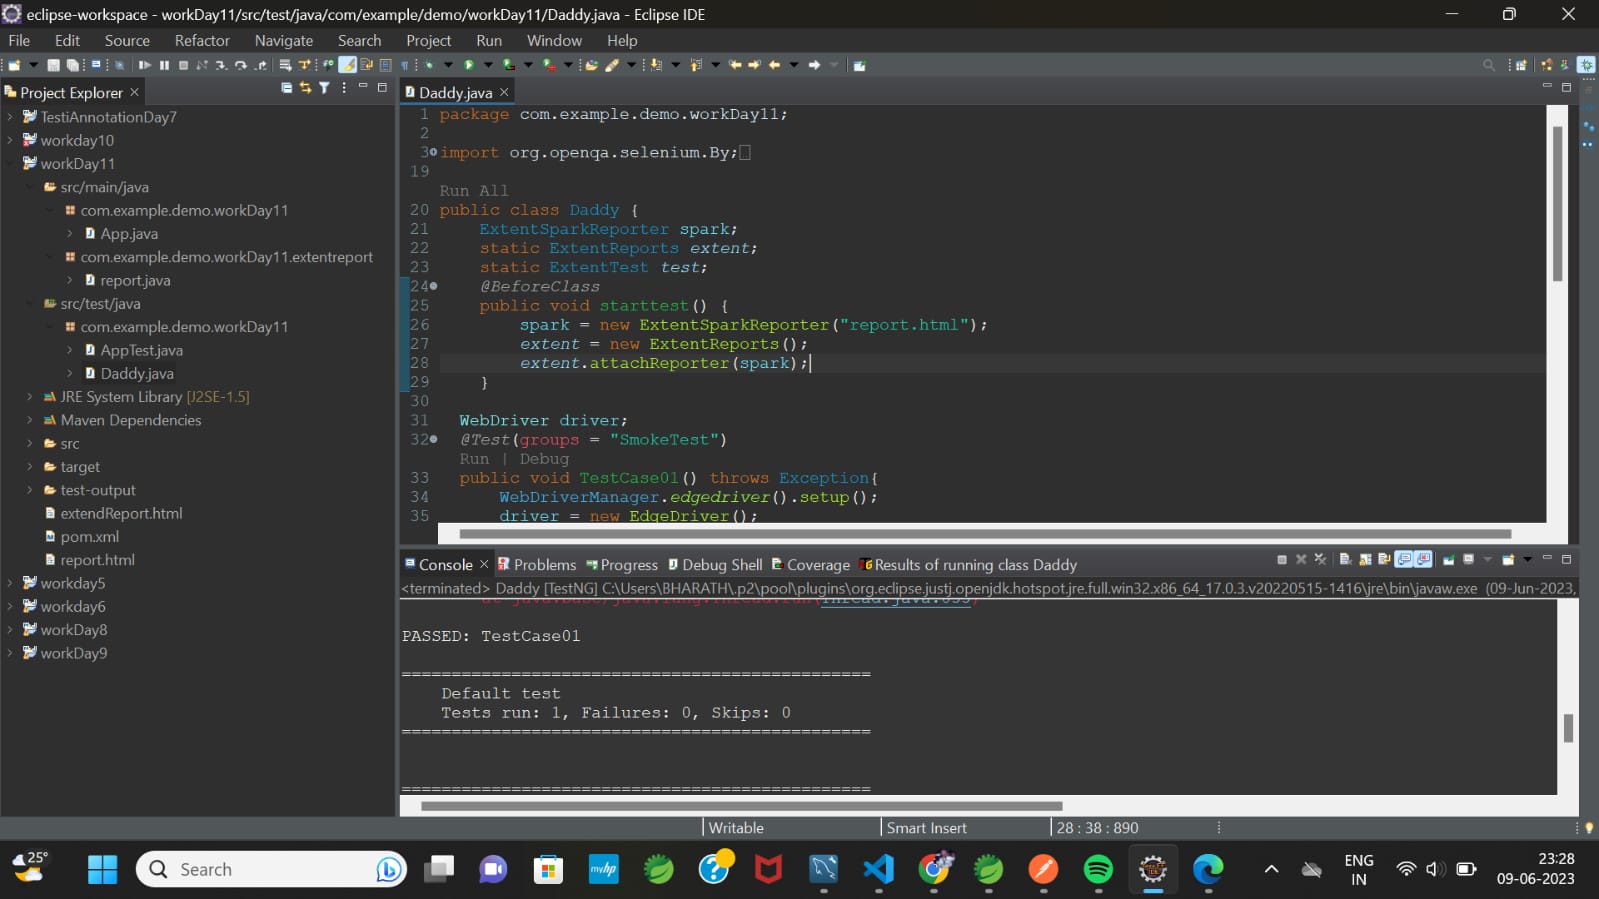 eclipse-workspace - workDay11/src/test/java/com/example/demo/workDay11/Daddy.java - Eclipse IDE
File Edit Source Refactor Navigate Search Project Run Window Help
Project Explorer
TestiAnnotationDay7
workday10
workDay11
src/main/java
com.example.demo.workDay11
App.java
com.example.demo.workDay11.extentreport
report.java
src/test/java
com.example.demo.workDay11
AppTest.java
Daddy.java
JRE System Library [J2SE-1.5]
Maven Dependencies
src
target
test-output
extendReport.html
pom.xml
report.html
workday5
workday6
workDay8
workDay9
Daddy.java
1 package com.example.demo.workDay11;
2
3 import org.openqa.selenium.By;
19
Run All
20 public class Daddy {
21 ExtentSparkReporter spark;
22 static ExtentReports extent;
23 static ExtentTest test;
24 @BeforeClass
25 public void starttest() {
26 spark = new ExtentSparkReporter("report.html");
27 extent = new ExtentReports();
28 extent.attachReporter(spark);
29 }
30
31 WebDriver driver;
32 @Test(groups = "SmokeTest")
Run | Debug
33 public void TestCase01() throws Exception{
34 WebDriverManager.edgedriver().setup();
35 driver = new EdgeDriver();
Console Problems Progress Debug Shell Coverage Results of running class Daddy
<terminated> Daddy [TestNG] C:\Users\BHARATH\.p2\pool\plugins\org.eclipse.justj.openjdk.hotspot.jre.full.win32.x86_64_17.0.3.v20220515-1416\jre\bin\javaw.exe (09-Jun-2023,
PASSED: TestCase01
===============================================
Default test
Tests run: 1, Failures: 0, Skips: 0
===============================================
===============================================
Writable Smart Insert 28 : 38 : 890
25° Search myhp ENG 23:28
IN 09-06-2023